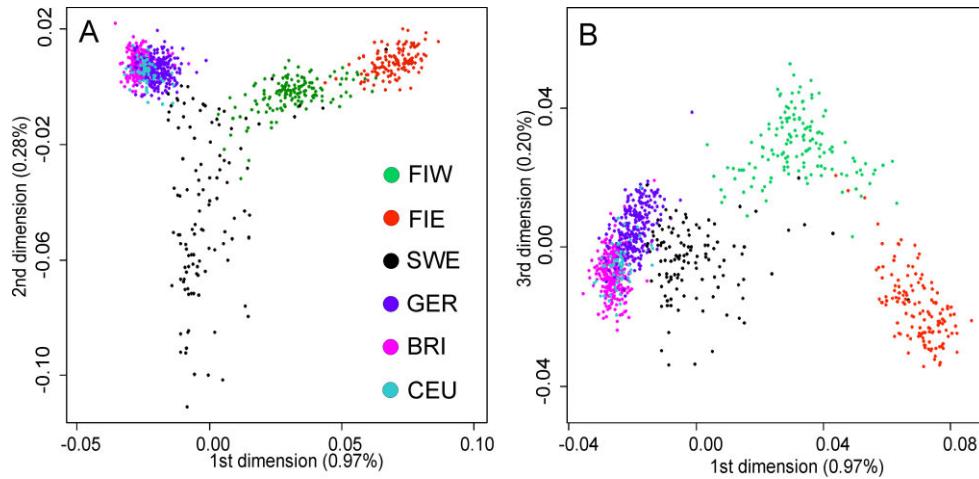 A
0.02
-0.02
-0.06
-0.10
2nd dimension (0.28%)
FIW
FIE
SWE
GER
BRI
CEU
-0.05
0.00
0.05
0.10
1st dimension (0.97%)
B
0.04
0.00
-0.04
3rd dimension (0.20%)
-0.04
0.00
0.04
0.08
1st dimension (0.97%)